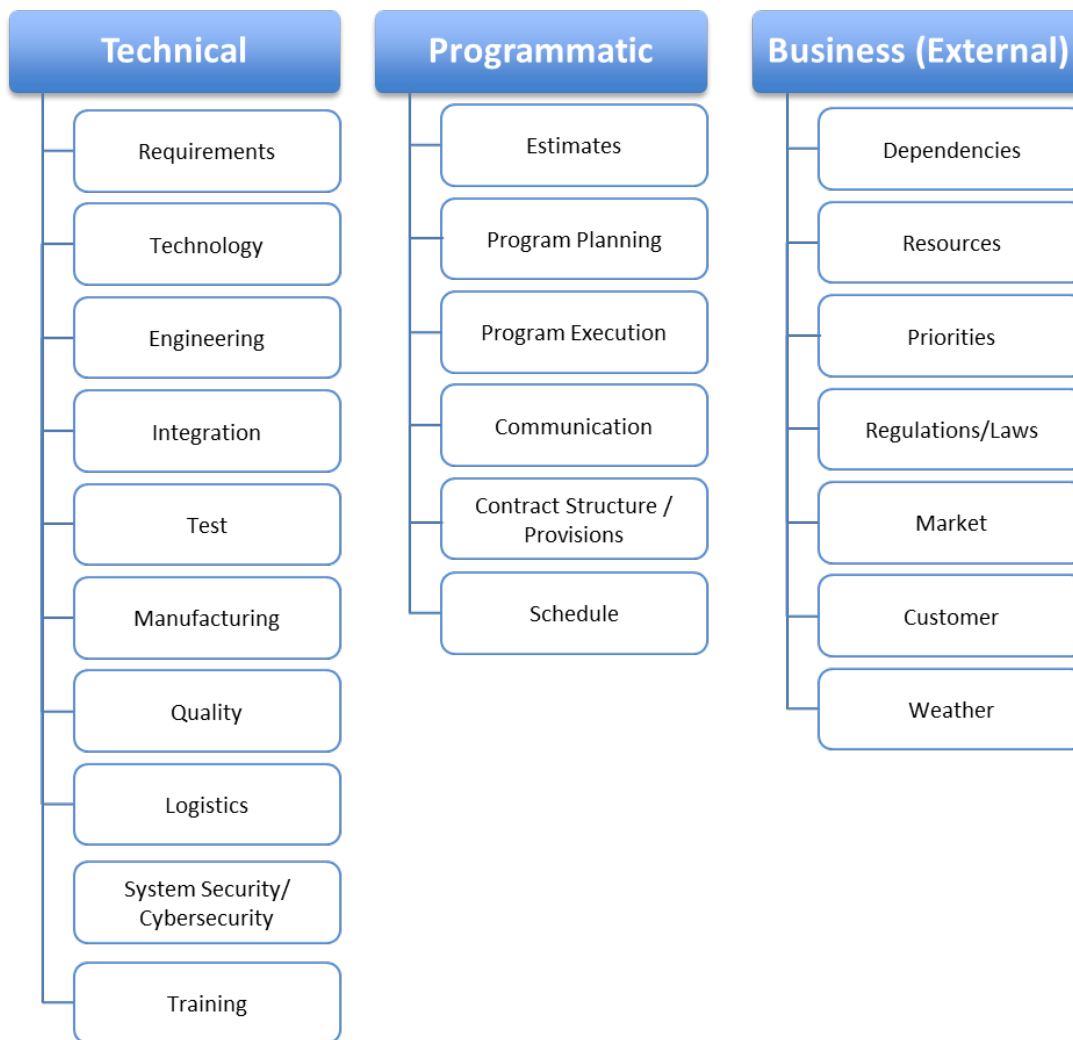 Technical
Requirements
Technology
Engineering
Integration
Test
Manufacturing
Quality
Logistics
System Security/
Cybersecurity
Training
Programmatic
Estimates
Program Planning
Program Execution
Communication
Contract Structure /
Provisions
Schedule
Business (External)
Dependencies
Resources
Priorities
Regulations/Laws
Market
Customer
Weather